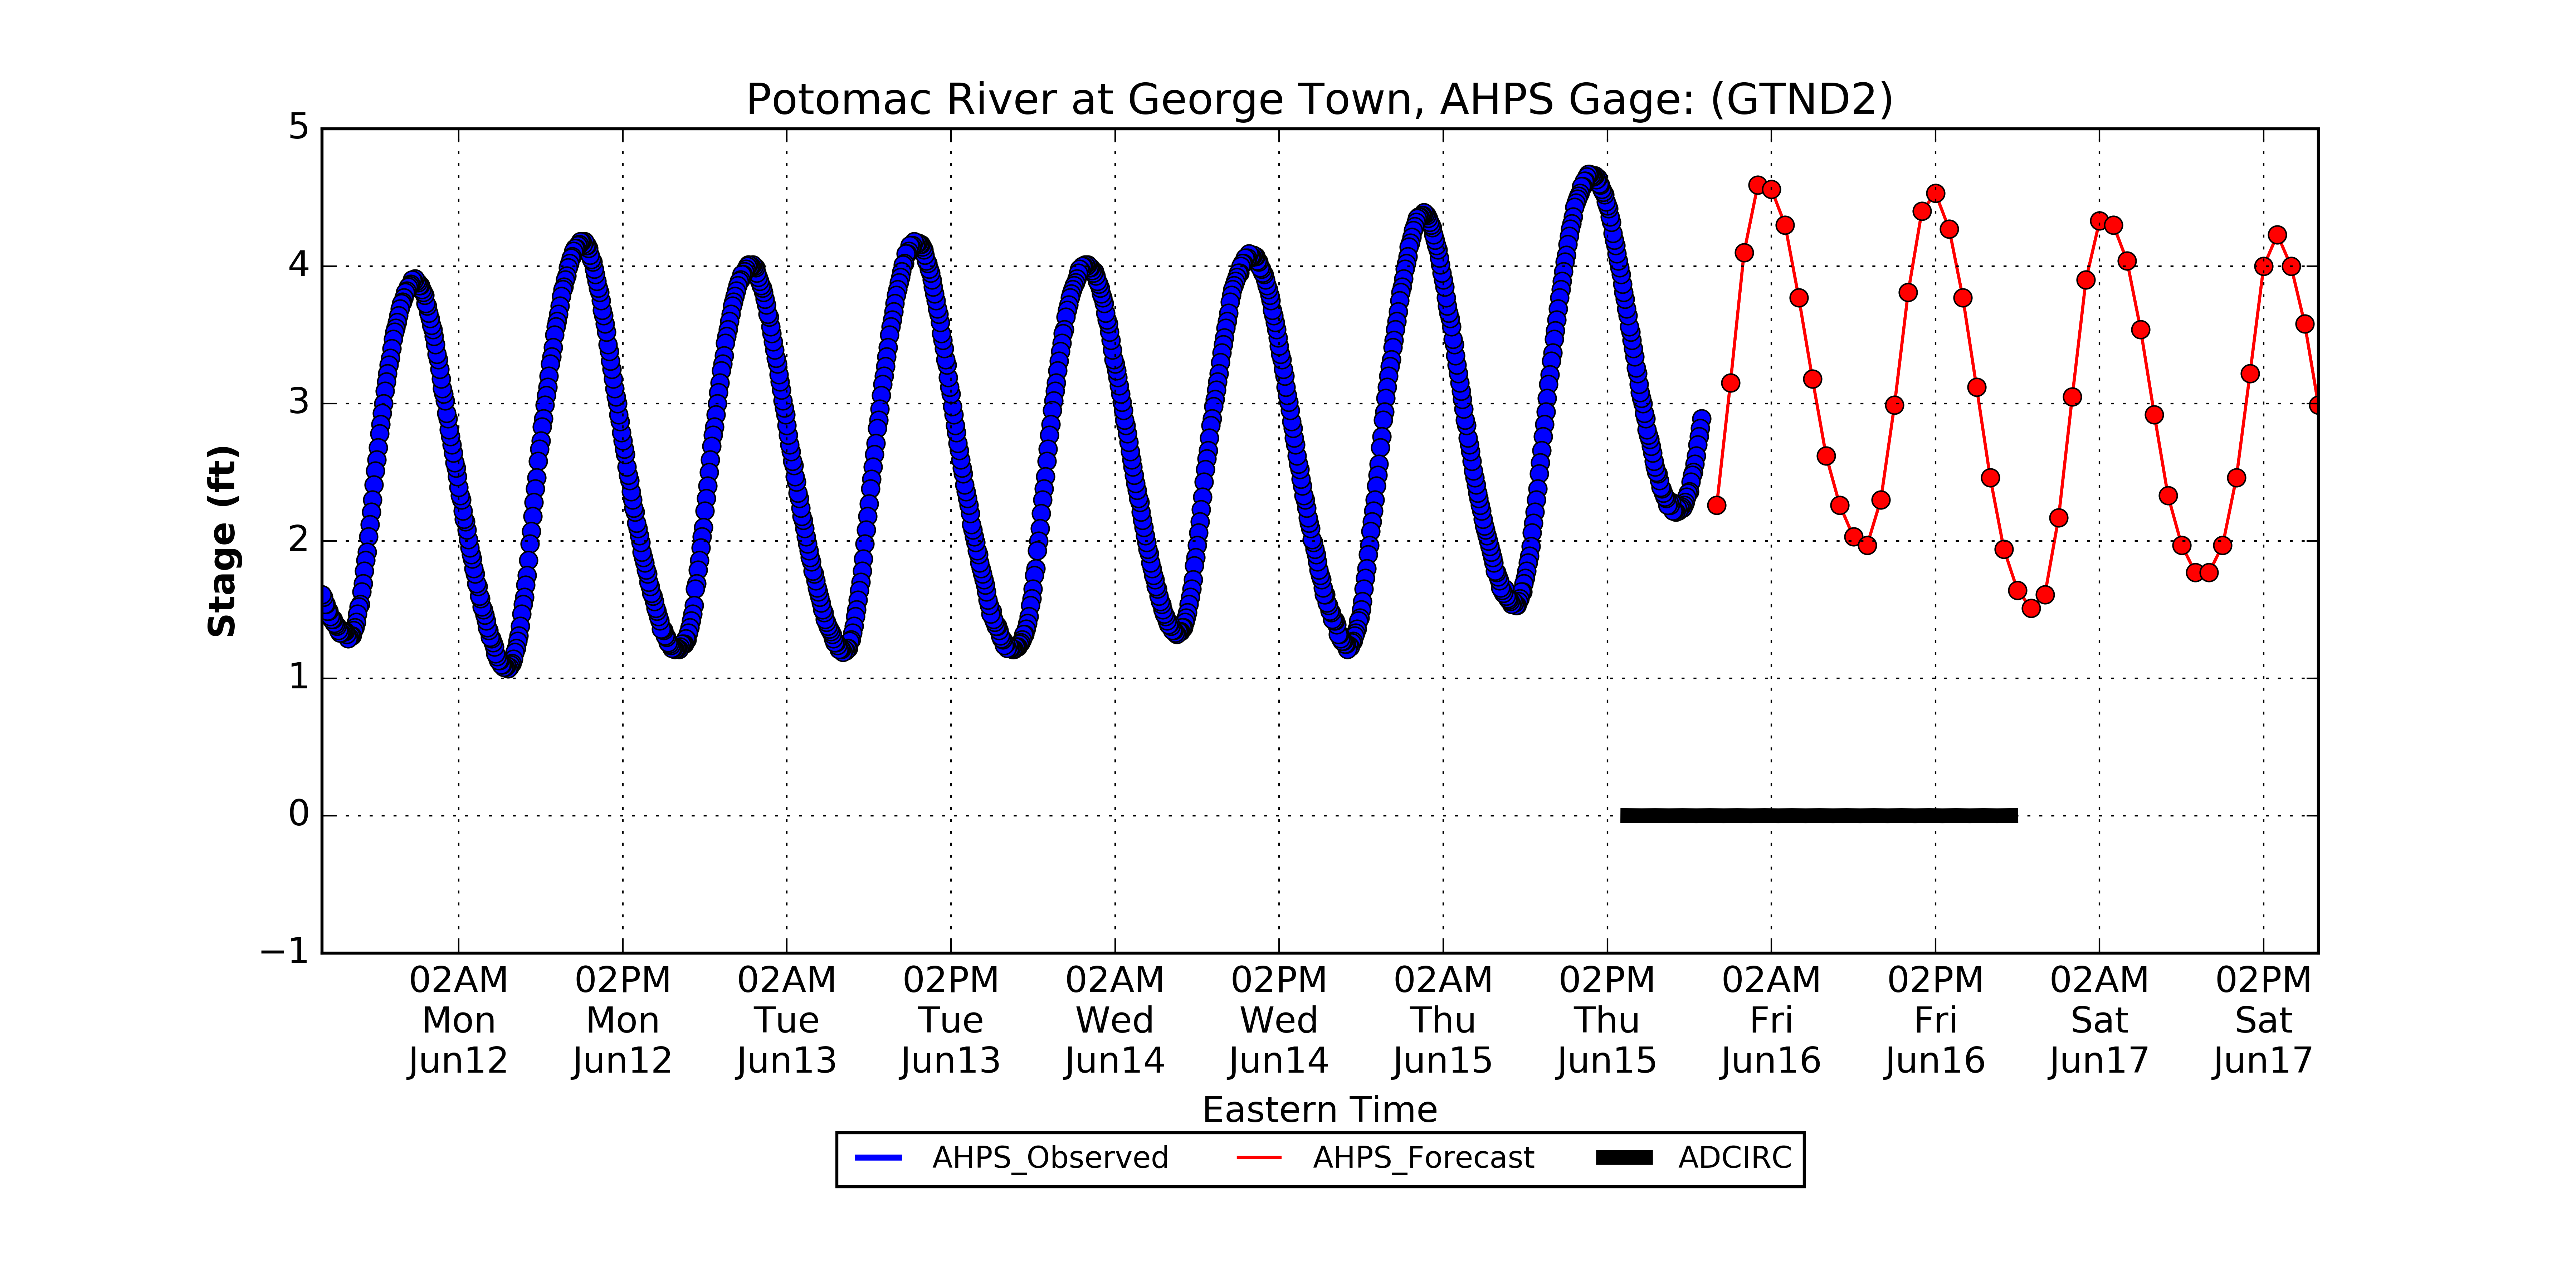 Potomac River at George Town, AHPS Gage: (GTND2)
5
4
3
2
1
0
−1
Stage (ft)
02AM 02PM 02AM 02PM 02AM 02PM 02AM 02PM 02AM 02PM 02AM 02PM
Mon Mon Tue Tue Wed Wed Thu Thu Fri Fri Sat Sat
Jun12 Jun12 Jun13 Jun13 Jun14 Jun14 Jun15 Jun15 Jun16 Jun16 Jun17 Jun17
Eastern Time
AHPS_Observed AHPS_Forecast ADCIRC